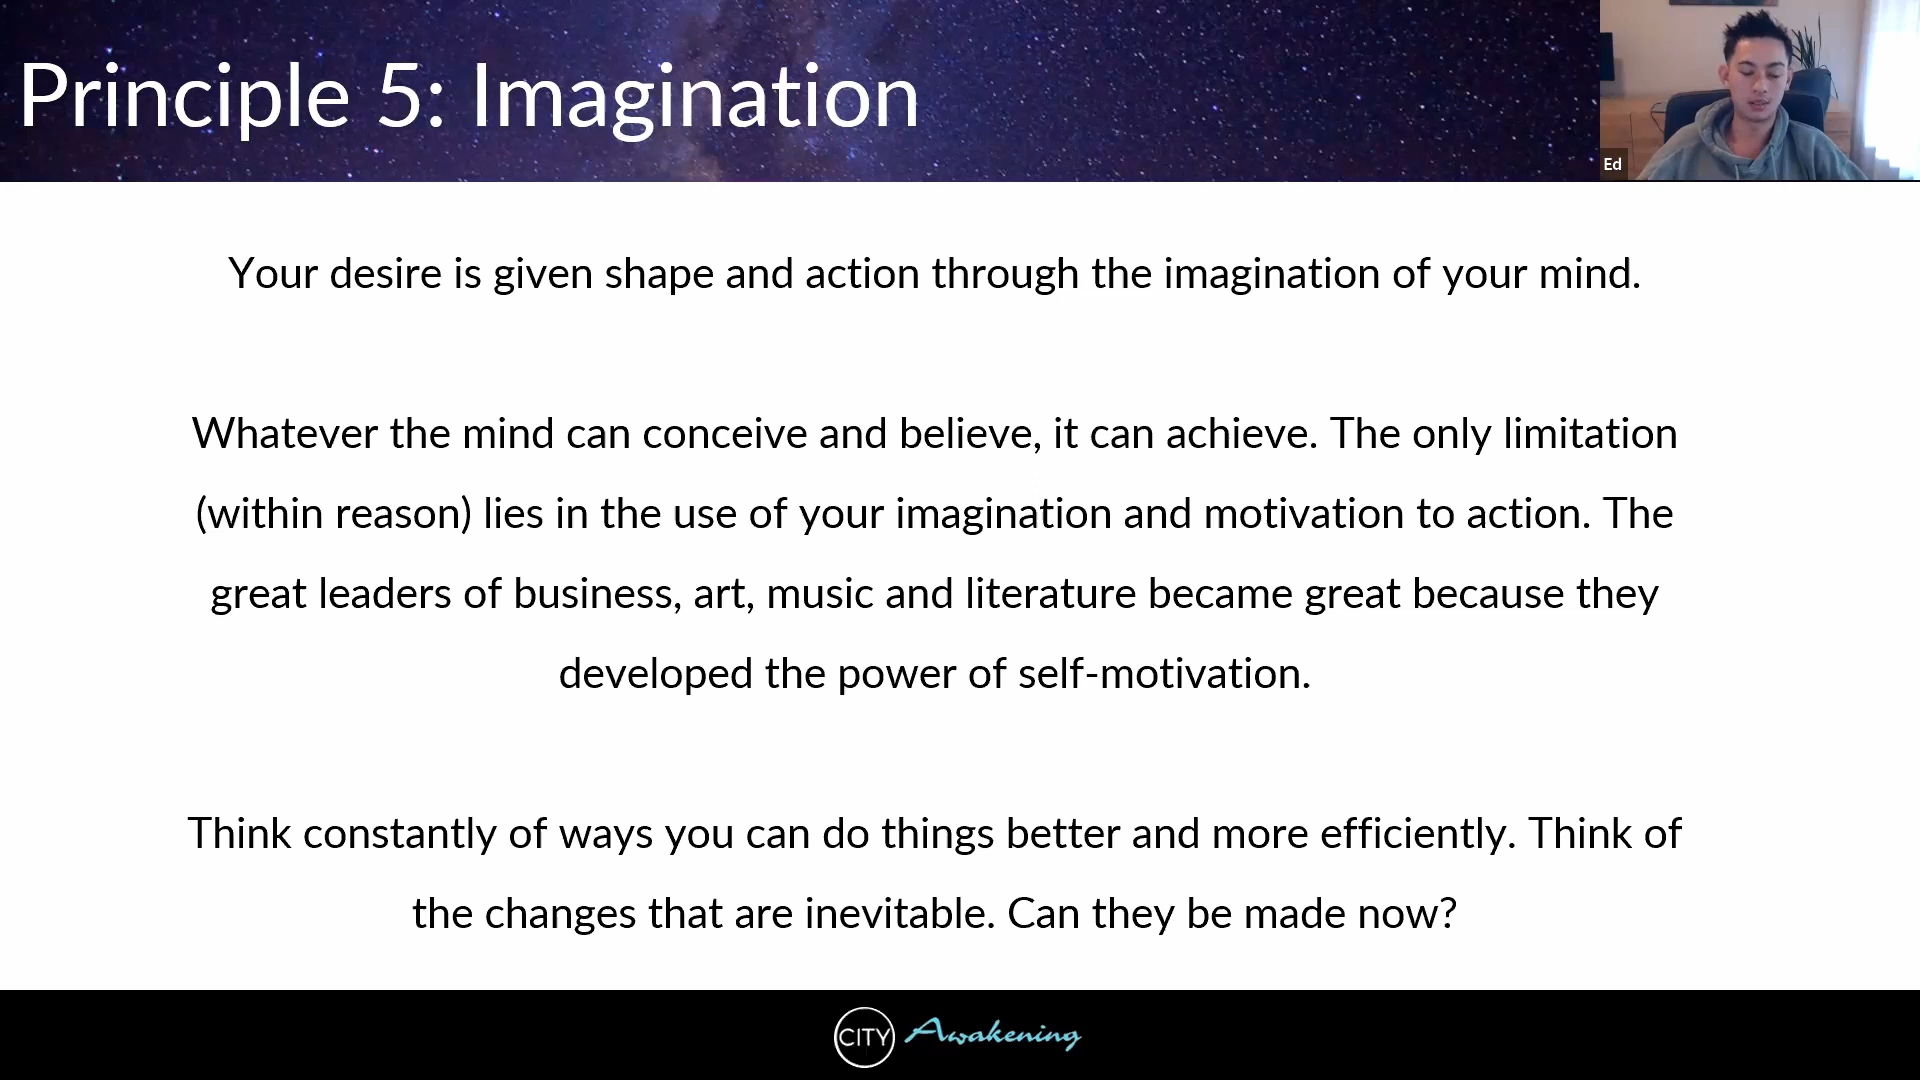 Principle 5: Imagination
Ed
Your desire is given shape and action through the imagination of your mind.
Whatever the mind can conceive and believe, it can achieve. The only limitation
(within reason) lies in the use of your imagination and motivation to action. The
great leaders of business, art, music and literature became great because they
developed the power of self-motivation.
Think constantly of ways you can do things better and more efficiently. Think of
the changes that are inevitable. Can they be made now?
CITY Awakening